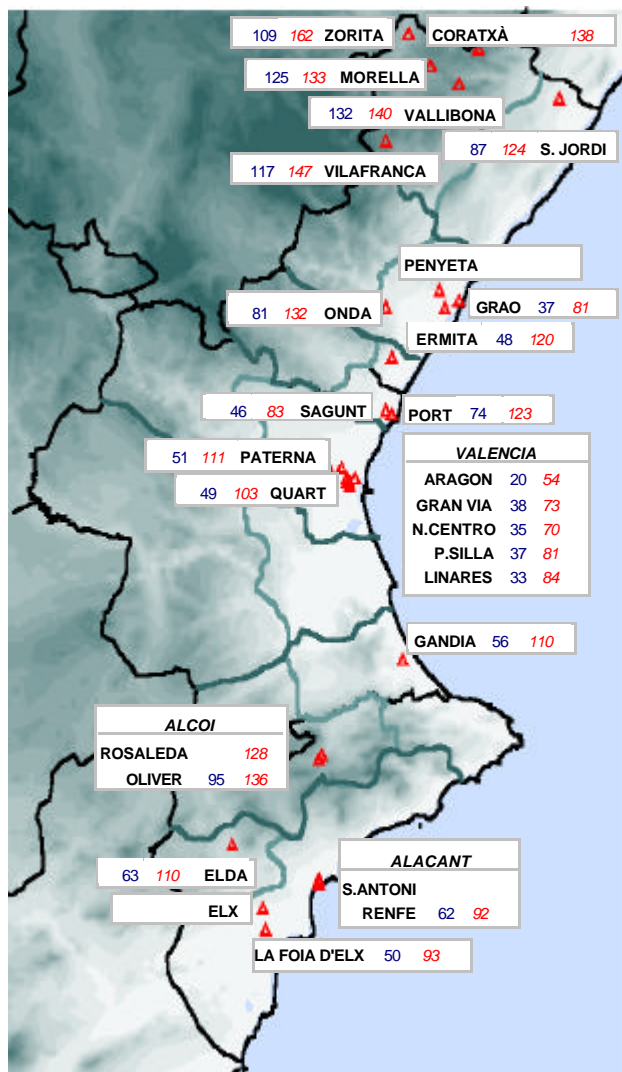 109 162 ZORITA
CORATXÀ 138
125 133 MORELLA
132 140 VALLIBONA
87 124 S. JORDI
117 147 VILAFRANCA
PENYETA
81 132 ONDA
GRAO 37 81
ERMITA 48 120
46 83 SAGUNT
PORT 74 123
51 111 PATERNA
49 103 QUART
VALENCIA
ARAGON 20 54
GRAN VIA 38 73
N.CENTRO 35 70
P.SILLA 37 81
LINARES 33 84
GANDIA 56 110
ALCOI
ROSALEDA 128
OLIVER 95 136
63 110 ELDA
ELX
ALACANT
S.ANTONI
RENFE 62 92
LA FOIA D'ELX 50 93